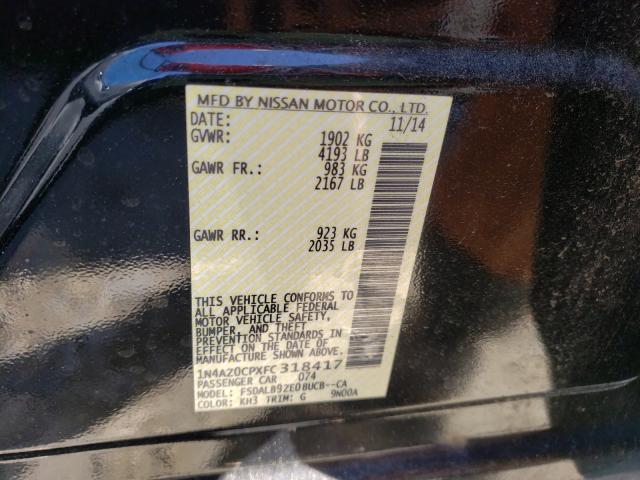 MFD BY NISSAN MOTOR CO., LTD.
DATE: 11/14
GVWR: 1902 KG
4193 LB
GAWR FR.: 983 KG
2167 LB
GAWR RR.: 923 KG
2035 LB
THIS VEHICLE CONFORMS TO
ALL APPLICABLE FEDERAL
MOTOR VEHICLE SAFETY,
BUMPER, AND THEFT
PREVENTION STANDARDS IN
EFFECT ON THE DATE OF
MANUFACTURE SHOWN ABOVE.
1N4AZ0CPXFC318417
PASSENGER CAR 074
MODEL: FSDALB9ZE0BUCB--CA
COLOR: KH3 TRIM: G 9N00A